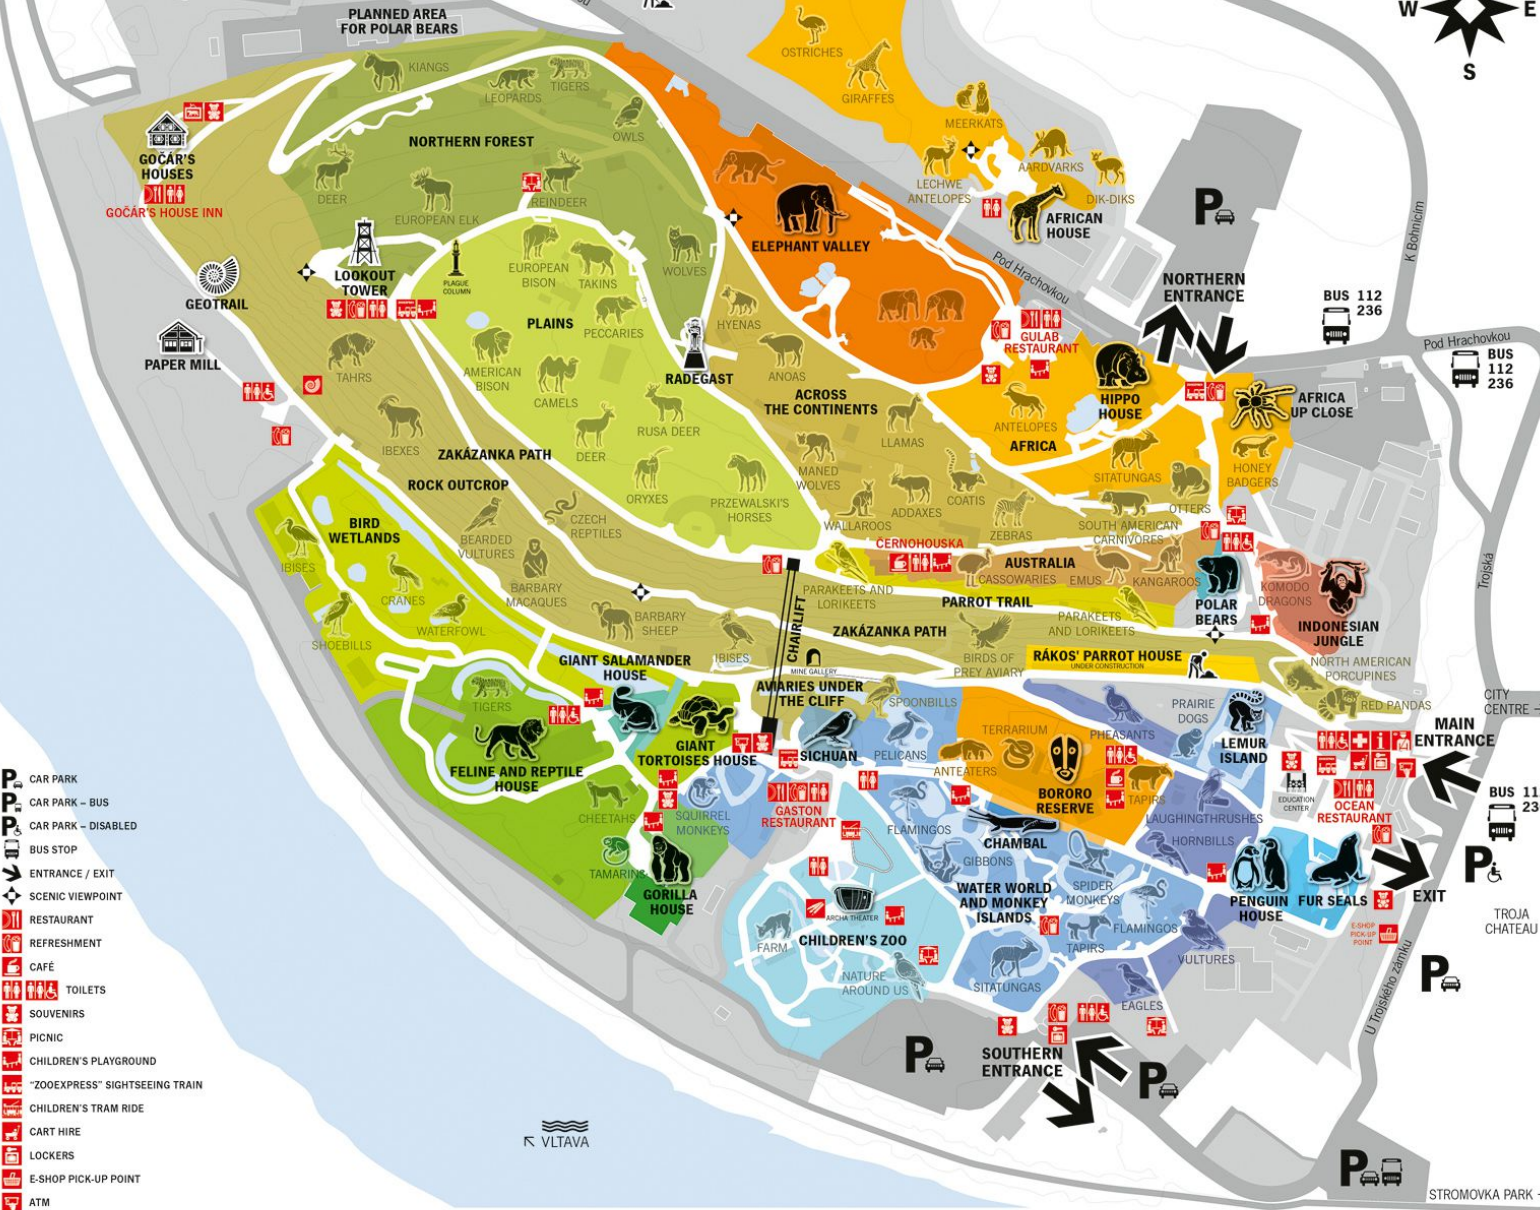 PLANNED AREA
FOR POLAR BEARS
W
E
S
OSTRICHES
GIRAFFES
MEERKATS
AARDVARKS
LECHWE
ANTELOPES
DIK-DIKS
AFRICAN
HOUSE
KIANGS
LEOPARDS
TIGERS
OWLS
NORTHERN FOREST
DEER
EUROPEAN ELK
REINDEER
WOLVES
GOČÁR'S
HOUSES
GOČÁR'S HOUSE INN
GEOTRAIL
PAPER MILL
LOOKOUT
TOWER
PLAGUE
COLUMN
EUROPEAN
BISON
TAKINS
PECCARIES
PLAINS
AMERICAN
BISON
CAMELS
DEER
RUSA DEER
ORYXES
PRZEWALSKI'S
HORSES
RADEGAST
ELEPHANT VALLEY
Pod Hrachovkou
P
K Bohnicím
NORTHERN
ENTRANCE
BUS 112
236
Pod Hrachovkou
BUS
112
236
GULAB
RESTAURANT
HYENAS
ANOAS
ACROSS
THE CONTINENTS
LLAMAS
MANED
WOLVES
WALLAROOS
ADDAXES
COATIS
ZEBRAS
HIPPO
HOUSE
ANTELOPES
AFRICA
SITATUNGAS
AFRICA
UP CLOSE
HONEY
BADGERS
OTTERS
SOUTH AMERICAN
CARNIVORES
TAHRS
IBEXES
ZAKÁZANKA PATH
ROCK OUTCROP
CZECH
REPTILES
BEARDED
VULTURES
BARBARY
MACAQUES
BARBARY
SHEEP
IBISES
BIRD
WETLANDS
IBISES
CRANES
WATERFOWL
SHOEBILLS
ČERNOHOUSKA
AUSTRALIA
CASSOWARIES
EMUS
KANGAROOS
PARAKEETS AND
LORIKEETS
PARROT TRAIL
PARAKEETS
AND LORIKEETS
POLAR
BEARS
KOMODO
DRAGONS
INDONESIAN
JUNGLE
Trojská
CHAIRLIFT
ZAKÁZANKA PATH
MINE GALLERY
BIRDS OF
PREY AVIARY
RÁKOS' PARROT HOUSE
UNDER CONSTRUCTION
NORTH AMERICAN
PORCUPINES
RED PANDAS
CITY
CENTRE
MAIN
ENTRANCE
GIANT SALAMANDER
HOUSE
TIGERS
FELINE AND REPTILE
HOUSE
GIANT
TORTOISES HOUSE
AVIARIES UNDER
THE CLIFF
SPOONBILLS
SICHUAN
PELICANS
TERRARIUM
ANTEATERS
BORORO
RESERVE
TAPIRS
PHEASANTS
PRAIRIE
DOGS
LEMUR
ISLAND
EDUCATION
CENTER
OCEAN
RESTAURANT
BUS 11
23
P
CHEETAHS
TAMARINS
SQUIRREL
MONKEYS
GORILLA
HOUSE
GASTON
RESTAURANT
FLAMINGOS
CHAMBAL
GIBBONS
WATER WORLD
AND MONKEY
ISLANDS
SPIDER
MONKEYS
FLAMINGOS
TAPIRS
SITATUNGAS
LAUGHINGTHRUSHES
HORNBILLS
PENGUIN
HOUSE
FUR SEALS
EXIT
E-SHOP
PICK-UP
POINT
TROJA
CHATEAU
VULTURES
EAGLES
ARCHA THEATER
FARM
CHILDREN'S ZOO
NATURE
AROUND US
P
SOUTHERN
ENTRANCE
P
P
U Trojského zámku
P
STROMOVKA PARK
VLTAVA
P CAR PARK
P CAR PARK – BUS
P CAR PARK – DISABLED
BUS STOP
ENTRANCE / EXIT
SCENIC VIEWPOINT
RESTAURANT
REFRESHMENT
CAFÉ
TOILETS
SOUVENIRS
PICNIC
CHILDREN'S PLAYGROUND
"ZOOEXPRESS" SIGHTSEEING TRAIN
CHILDREN'S TRAM RIDE
CART HIRE
LOCKERS
E-SHOP PICK-UP POINT
ATM